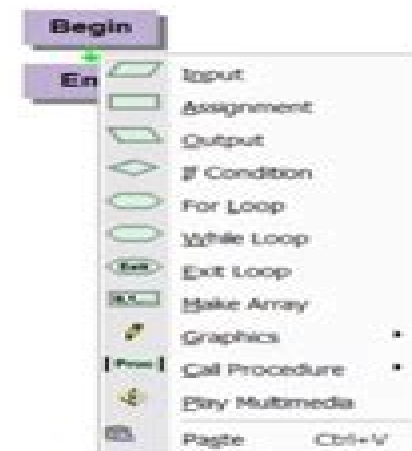 Begin
En
Input
Assignment
Output
If Condition
For Loop
While Loop
Exit Exit Loop
Make Array
Graphics
Proc Call Procedure
Play Multimedia
Paste Ctrl+V